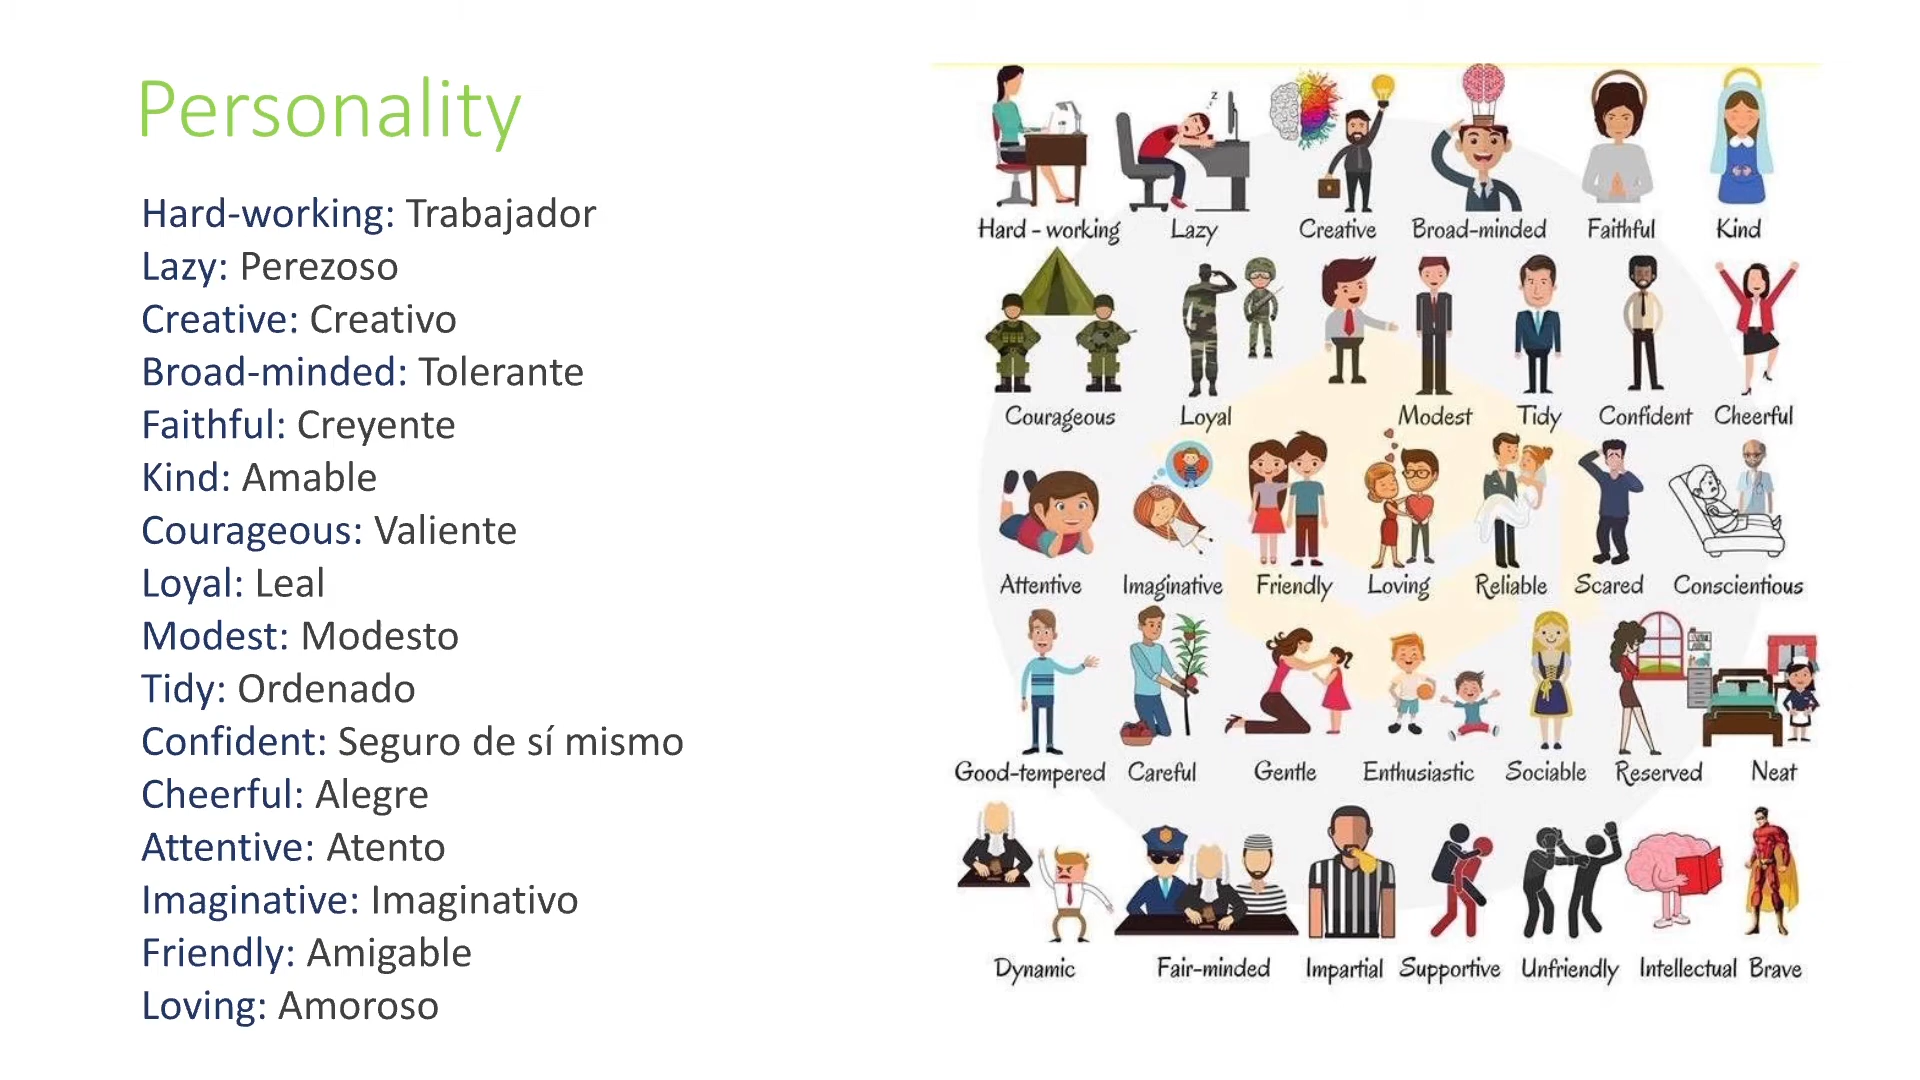 Personality
Hard-working: Trabajador
Lazy: Perezoso
Creative: Creativo
Broad-minded: Tolerante
Faithful: Creyente
Kind: Amable
Courageous: Valiente
Loyal: Leal
Modest: Modesto
Tidy: Ordenado
Confident: Seguro de sí mismo
Cheerful: Alegre
Attentive: Atento
Imaginative: Imaginativo
Friendly: Amigable
Loving: Amoroso
z
Hard - working Lazy Creative Broad-minded Faithful Kind
Courageous Loyal Modest Tidy Confident Cheerful
Attentive Imaginative Friendly Loving Reliable Scared Conscientious
Good-tempered Careful Gentle Enthusiastic Sociable Reserved Neat
Dynamic Fair-minded Impartial Supportive Unfriendly Intellectual Brave